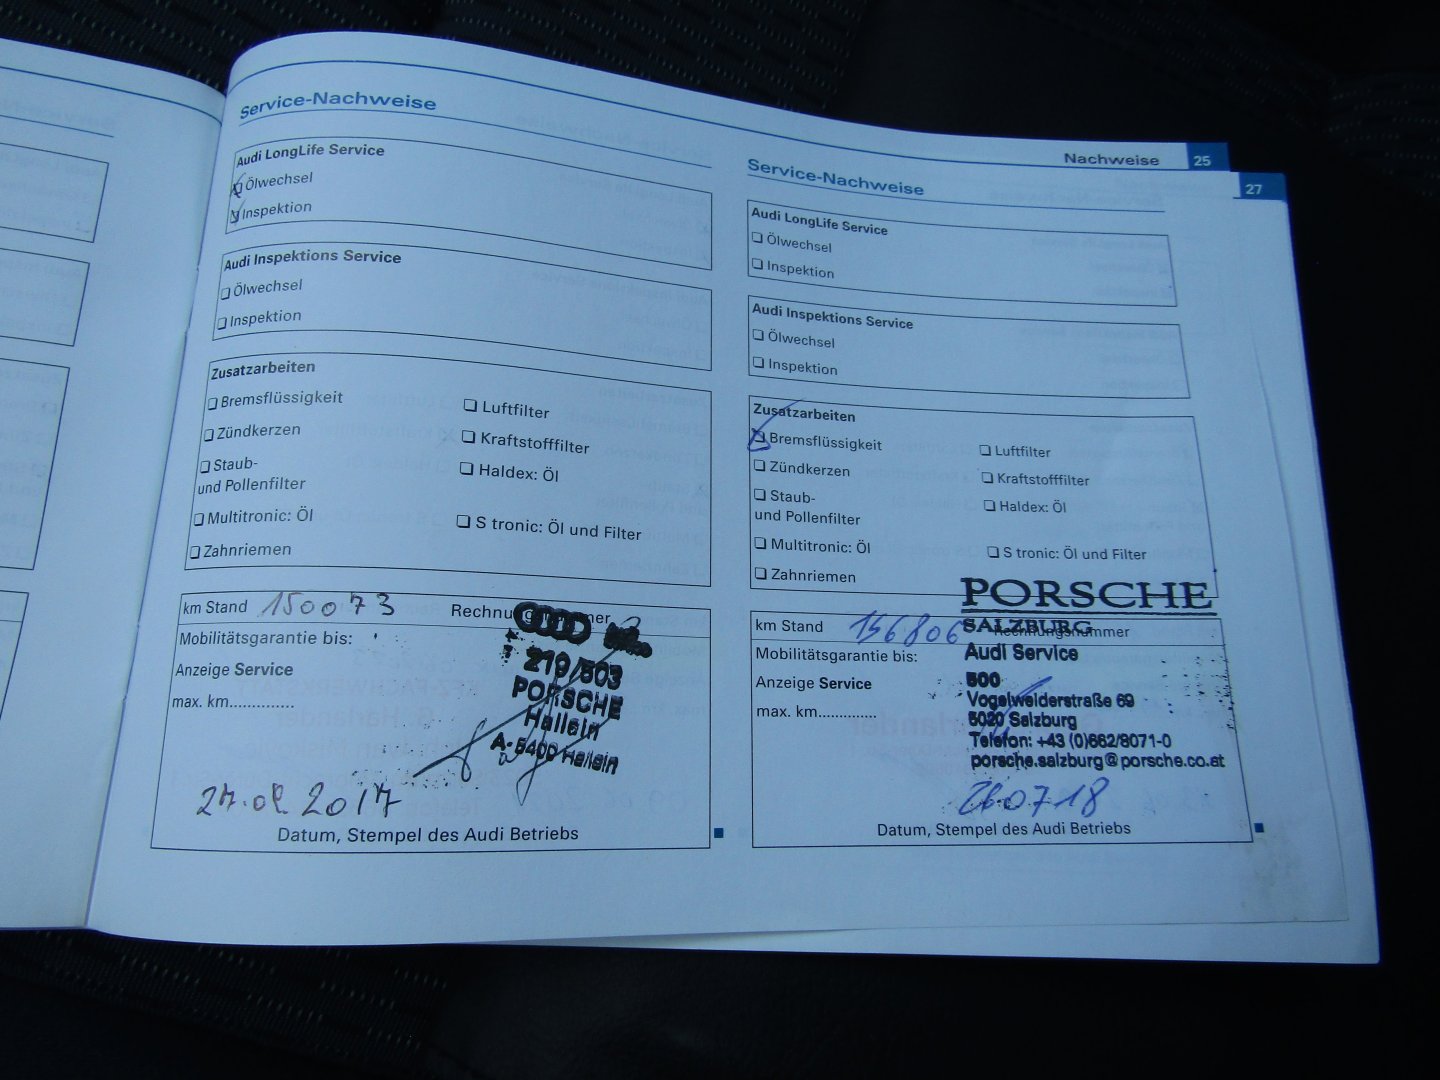 Nachweise 25
Service-Nachweise
Audi LongLife Service
Ölwechsel
Inspektion
Audi Inspektions Service
Ölwechsel
Inspektion
Zusatzarbeiten
Bremsflüssigkeit
Luftfilter
Zündkerzen
Kraftstofffilter
Staub-
und Pollenfilter
Haldex: Öl
Multitronic: Öl
S tronic: Öl und Filter
Zahnriemen
km Stand 150073
Mobilitätsgarantie bis:
Anzeige Service
max. km..............
219/503
PORSCHE
Hallein
A-5400 Hallein
2017
Datum, Stempel des Audi Betriebs
27
Service-Nachweise
Audi LongLife Service
Ölwechsel
Inspektion
Audi Inspektions Service
Ölwechsel
Inspektion
Zusatzarbeiten
Bremsflüssigkeit
Luftfilter
Zündkerzen
Kraftstofffilter
Staub-
und Pollenfilter
Haldex: Öl
Multitronic: Öl
S tronic: Öl und Filter
Zahnriemen
PORSCHE
SALZBURG
km Stand 156806 Rechnungsnummer
Mobilitätsgarantie bis:
Audi Service
Anzeige Service
500
max. km..............
Vogelweiderstraße 69
5020 Salzburg
Telefon: +43 (0)662/8071-0
porsche.salzburg@porsche.co.at
260718
Datum, Stempel des Audi Betriebs